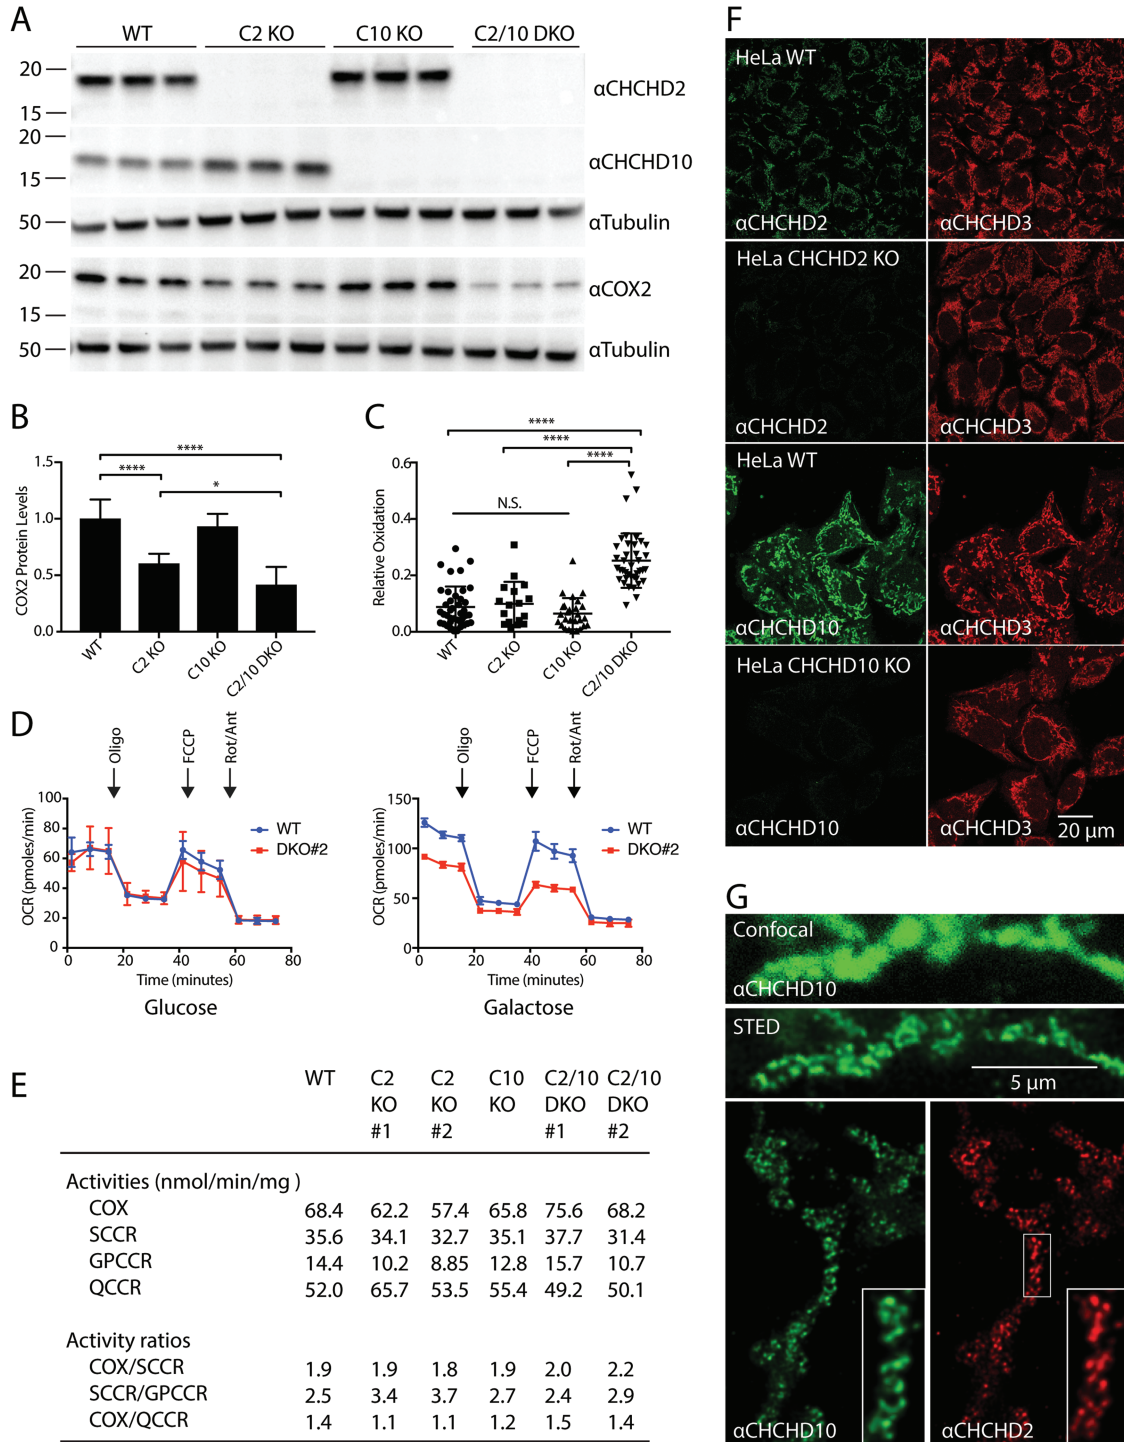 A
WT C2 KO C10 KO C2/10 DKO
20
15
αCHCHD2
20
15
αCHCHD10
50
αTubulin
20
15
αCOX2
50
αTubulin
B
COX2 Protein Levels
1.5
1.0
0.5
0.0
****
****
*
WT
C2 KO
C10 KO
C2/10 DKO
C
Relative Oxidation
0.6
0.4
0.2
0.0
****
****
****
N.S.
WT
C2 KO
C10 KO
C2/10 DKO
D
Oligo
FCCP
Rot/Ant
OCR (pmoles/min)
100
80
60
40
20
0
WT
DKO#2
0 20 40 60 80
Time (minutes)
Glucose
Oligo
FCCP
Rot/Ant
OCR (pmoles/min)
150
100
50
0
WT
DKO#2
0 20 40 60 80
Time (minutes)
Galactose
E
WT C2 C2 C10 C2/10 C2/10
KO KO KO DKO DKO
#1 #2 #1 #2
Activities (nmol/min/mg )
COX 68.4 62.2 57.4 65.8 75.6 68.2
SCCR 35.6 34.1 32.7 35.1 37.7 31.4
GPCCR 14.4 10.2 8.85 12.8 15.7 10.7
QCCR 52.0 65.7 53.5 55.4 49.2 50.1
Activity ratios
COX/SCCR 1.9 1.9 1.8 1.9 2.0 2.2
SCCR/GPCCR 2.5 3.4 3.7 2.7 2.4 2.9
COX/QCCR 1.4 1.1 1.1 1.2 1.5 1.4
F
HeLa WT
αCHCHD2 αCHCHD3
HeLa CHCHD2 KO
αCHCHD2 αCHCHD3
HeLa WT
αCHCHD10 αCHCHD3
HeLa CHCHD10 KO
αCHCHD10 αCHCHD3
20 μm
G
Confocal
αCHCHD10
STED
5 μm
αCHCHD10 αCHCHD2